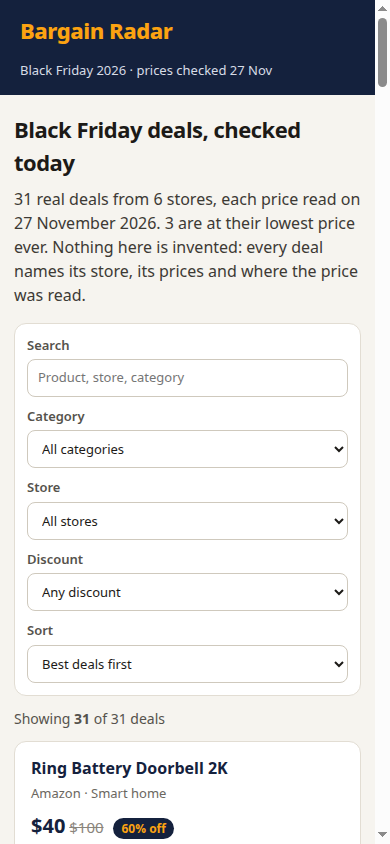 Bargain Radar
Black Friday 2026 · prices checked 27 Nov
Black Friday deals, checked
today
31 real deals from 6 stores, each price read on
27 November 2026. 3 are at their lowest price
ever. Nothing here is invented: every deal
names its store, its prices and where the price
was read.
Search
Product, store, category
Category
All categories
Store
All stores
Discount
Any discount
Sort
Best deals first
Showing 31 of 31 deals
Ring Battery Doorbell 2K
Amazon · Smart home
$40 $100 60% off